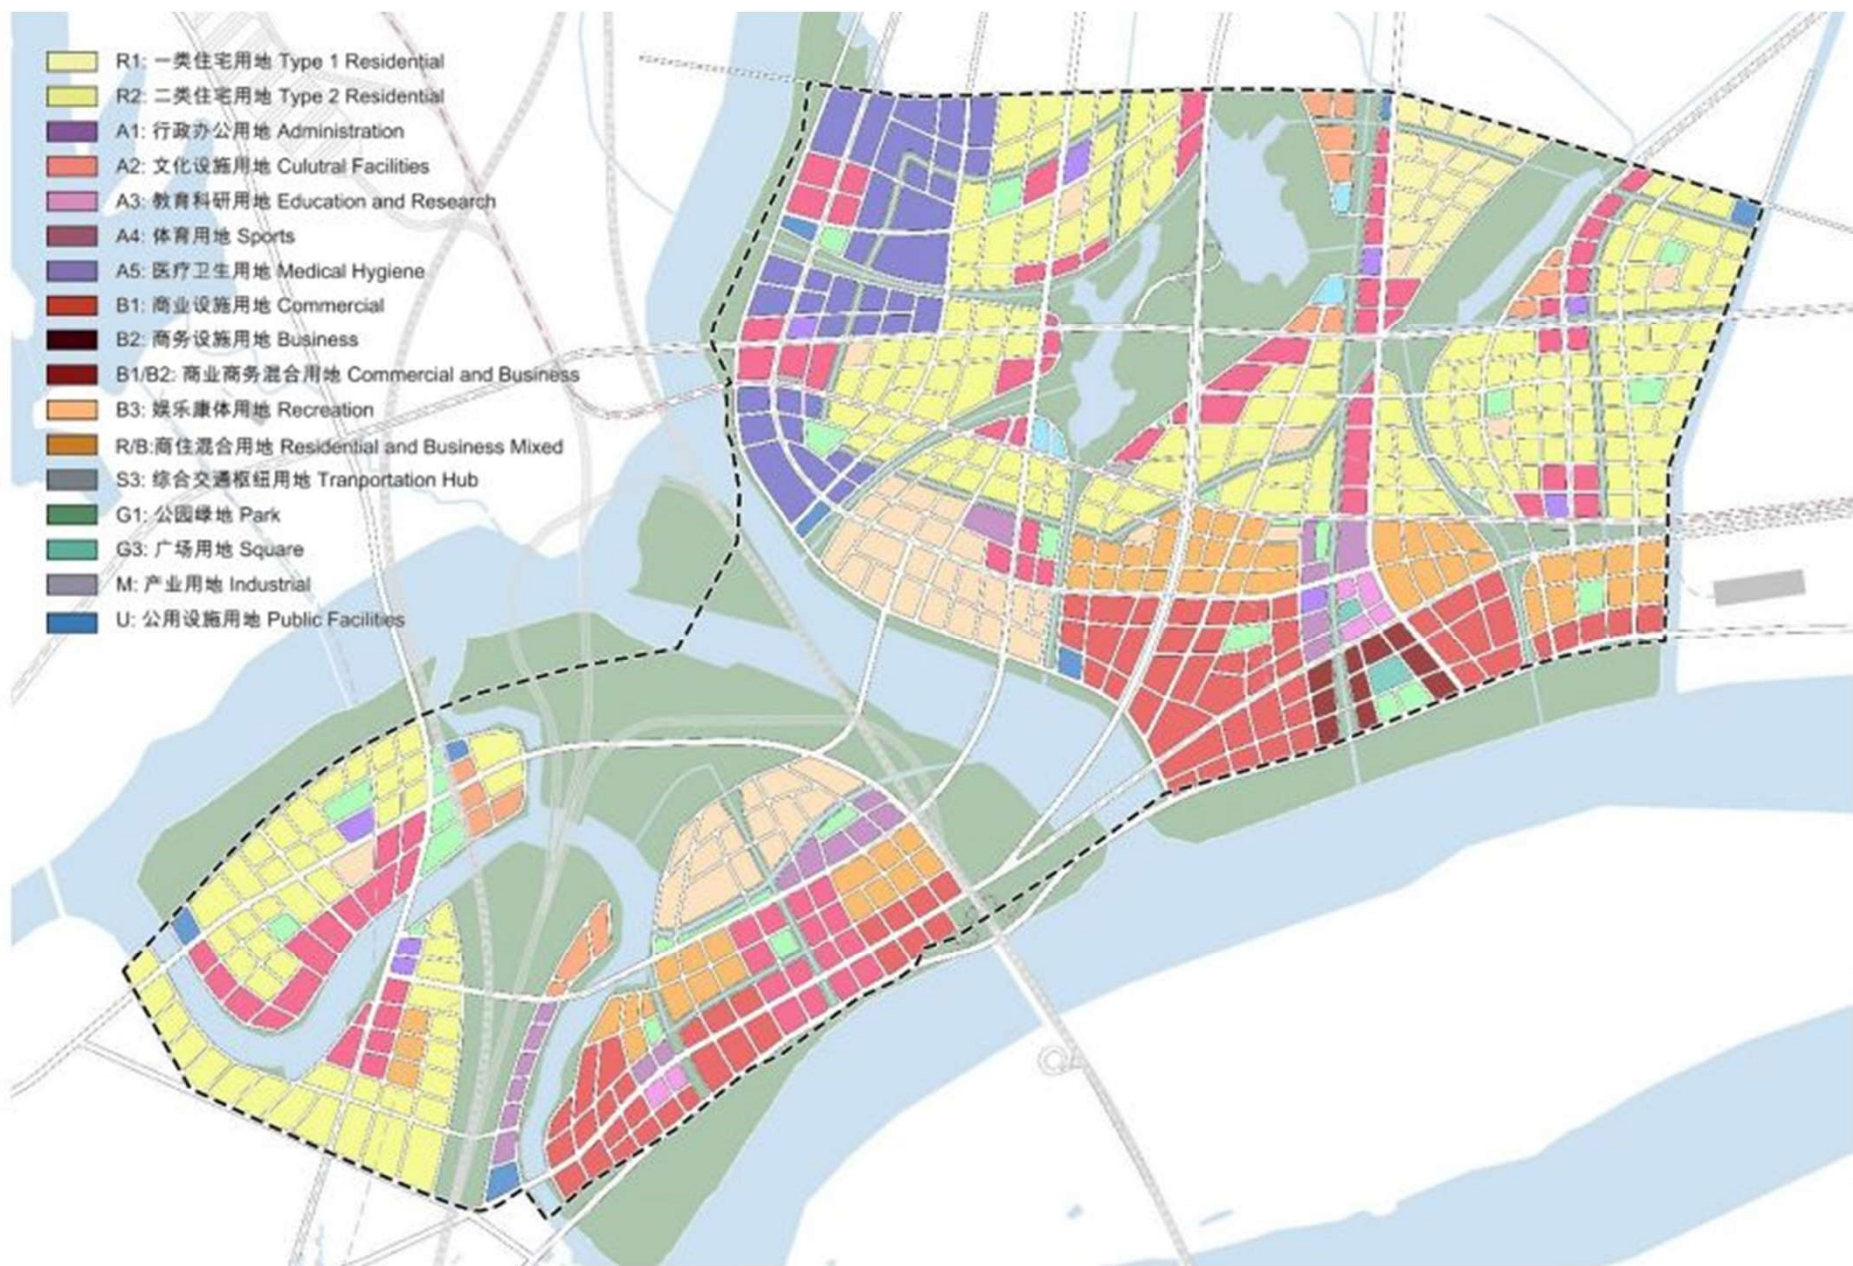 R1: 一类住宅用地 Type 1 Residential
R2: 二类住宅用地 Type 2 Residential
A1: 行政办公用地 Administration
A2: 文化设施用地 Culutral Facilities
A3: 教育科研用地 Education and Research
A4: 体育用地 Sports
A5: 医疗卫生用地 Medical Hygiene
B1: 商业设施用地 Commercial
B2: 商务设施用地 Business
B1/B2: 商业商务混合用地 Commercial and Business
B3: 娱乐康体用地 Recreation
R/B:商住混合用地 Residential and Business Mixed
S3: 综合交通枢纽用地 Tranportation Hub
G1: 公园绿地 Park
G3: 广场用地 Square
M: 产业用地 Industrial
U: 公用设施用地 Public Facilities